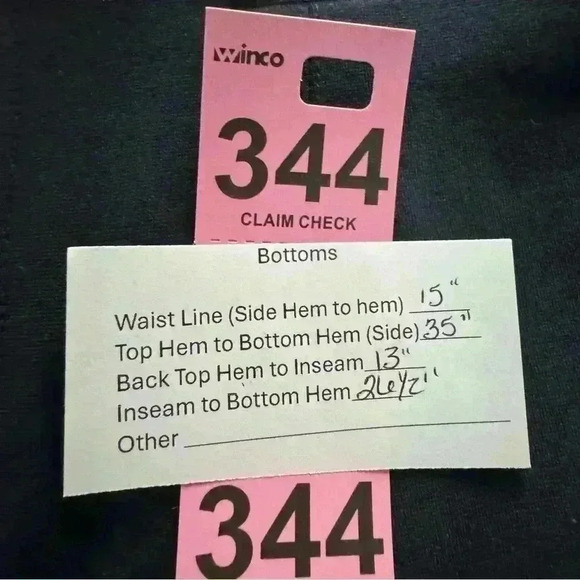 Winco
344
CLAIM CHECK
Bottoms
Waist Line (Side Hem to hem) 15"
Top Hem to Bottom Hem (Side) 35"
Back Top Hem to Inseam 13"
Inseam to Bottom Hem 26 1/2"
Other
344